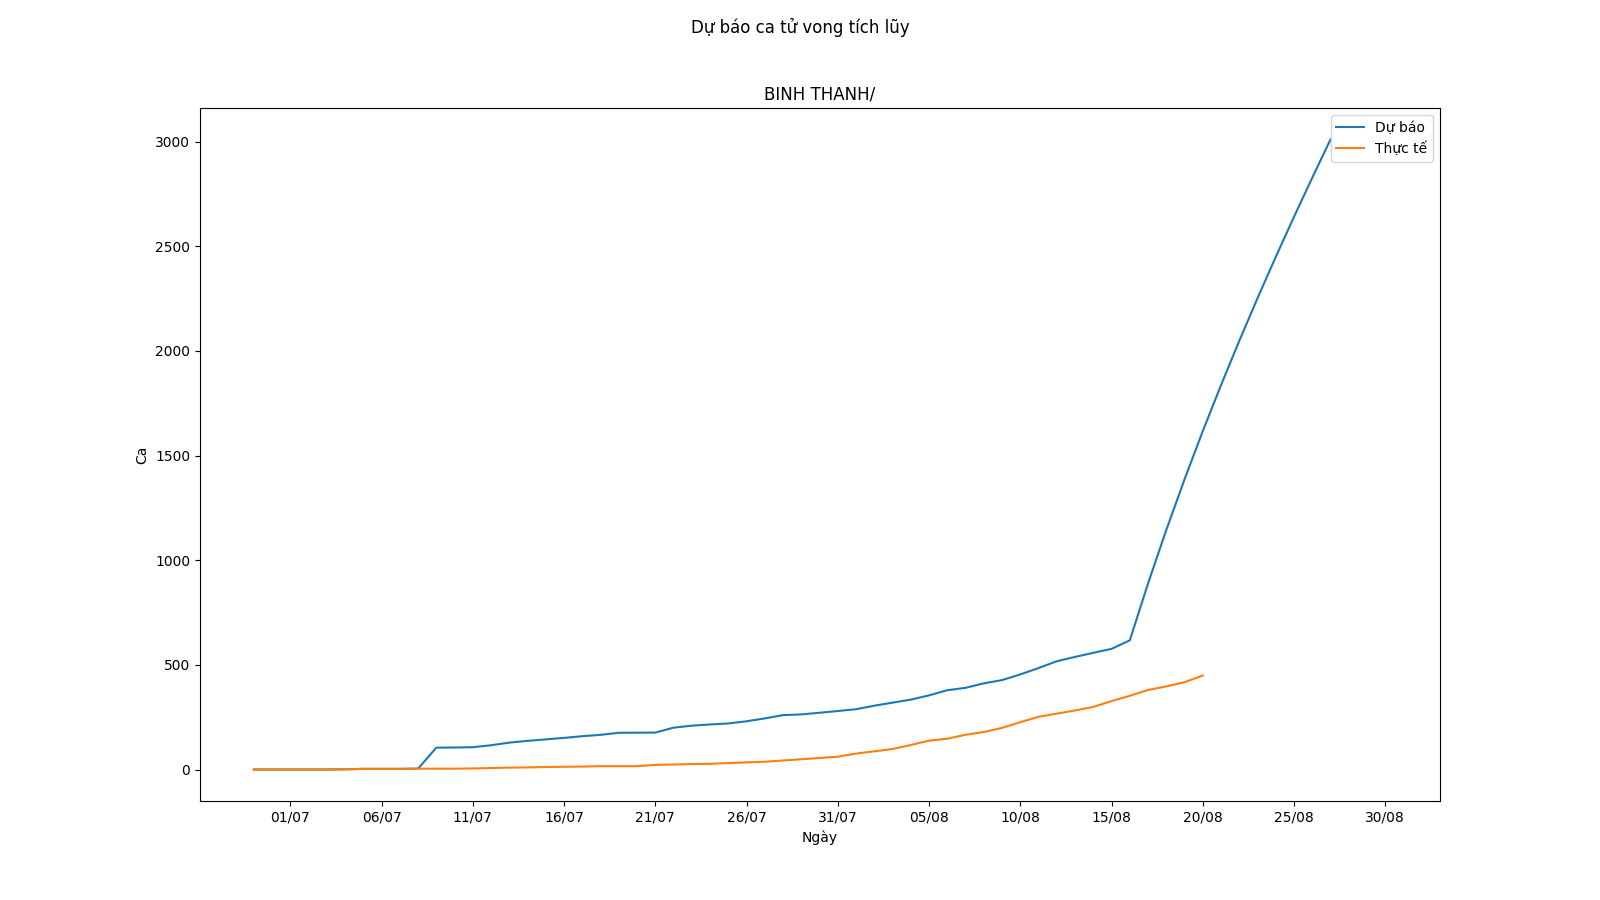 Dự báo ca tử vong tích lũy
BINH THANH/
Dự báo
Thực tế
3000
2500
2000
1500
1000
500
0
Ca
01/07 06/07 11/07 16/07 21/07 26/07 31/07 05/08 10/08 15/08 20/08 25/08 30/08
Ngày